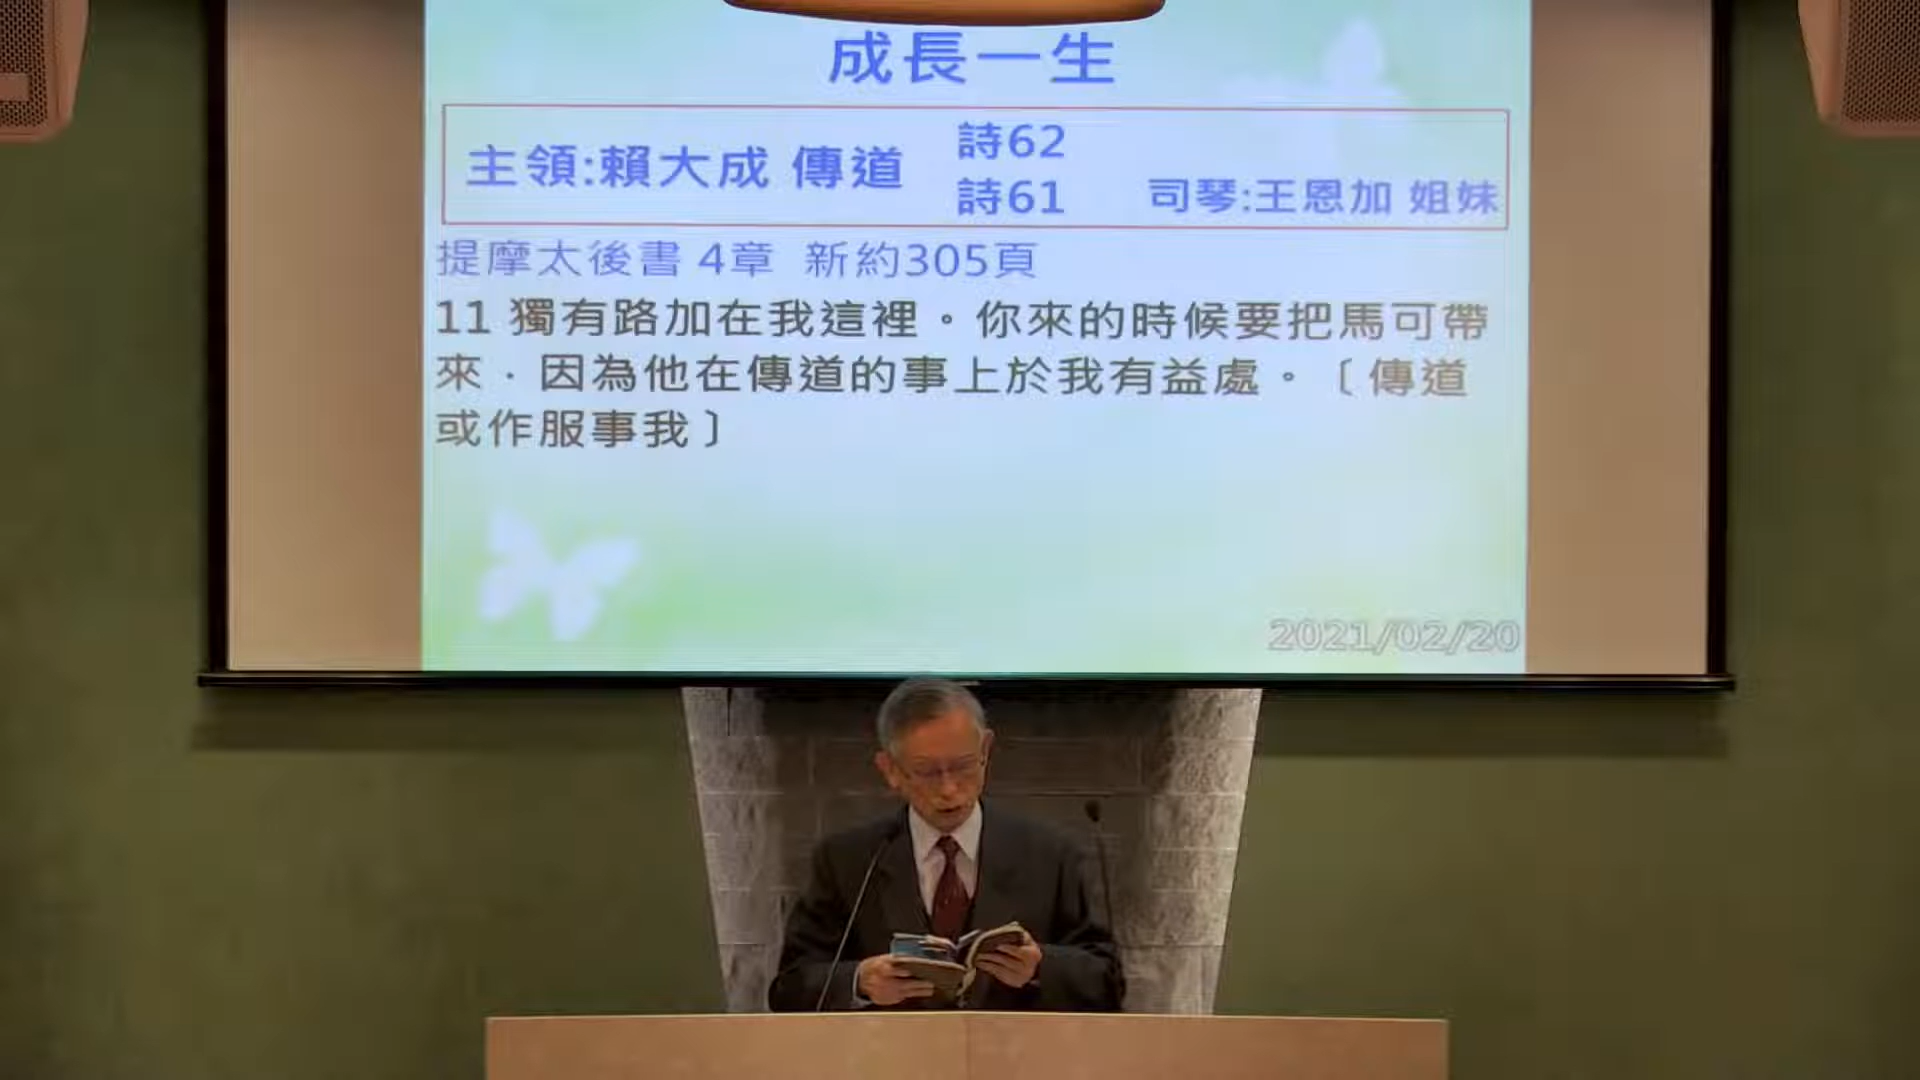 成長一生
主領:賴大成 傳道
詩62
詩61
司琴:王恩加 姐妹
提摩太後書 4章 新約305頁
11 獨有路加在我這裡。你來的時候要把馬可帶
來．因為他在傳道的事上於我有益處。〔傳道
或作服事我〕
2021/02/20